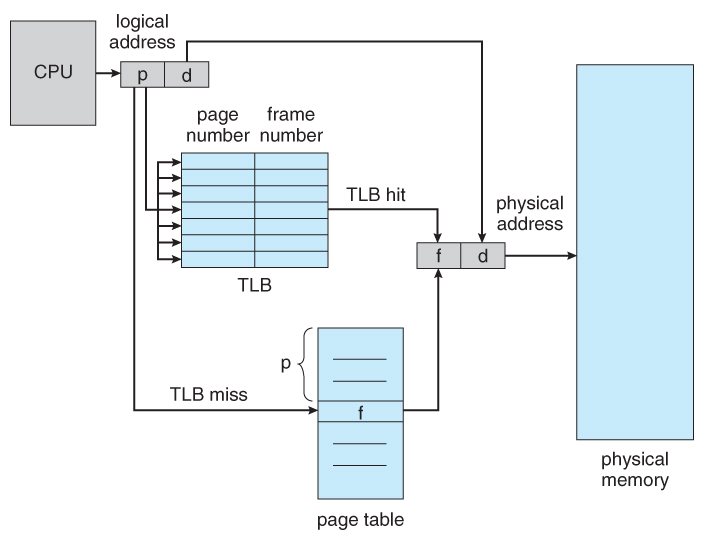 logical
address
CPU
p
d
page
number
frame
number
TLB hit
physical
address
f
d
TLB
p
TLB miss
f
physical
memory
page table